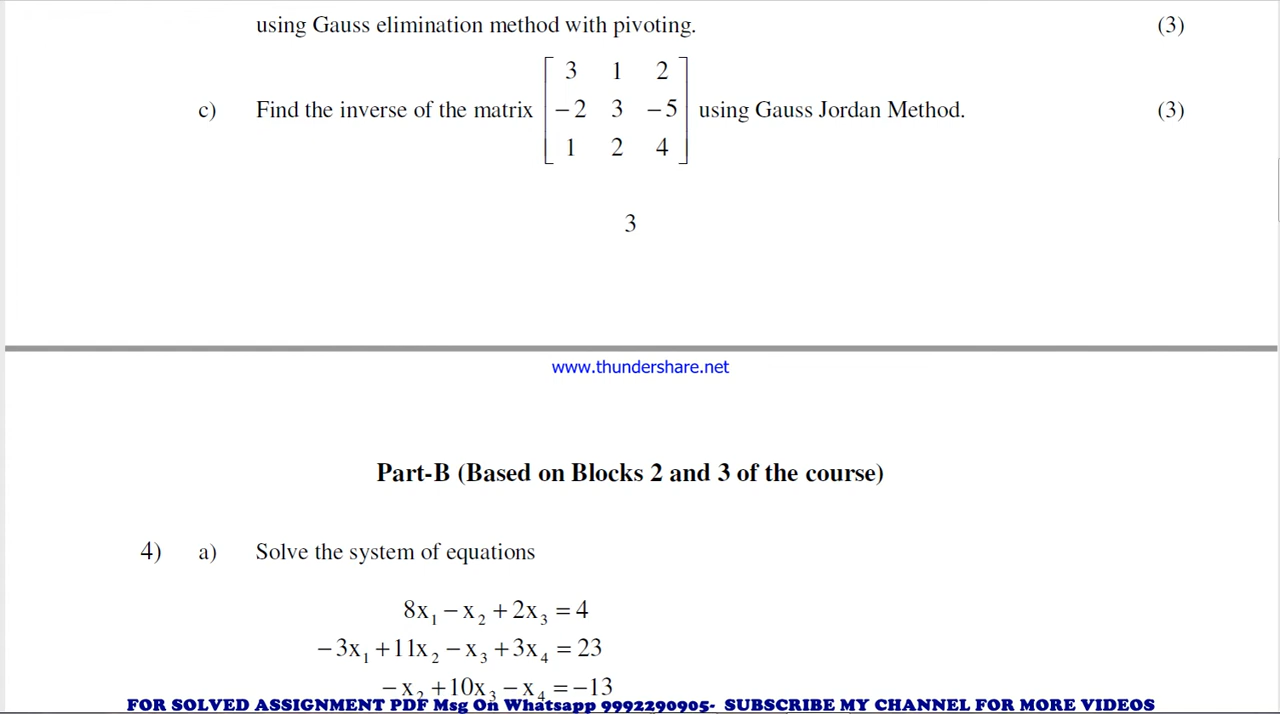 using Gauss elimination method with pivoting. (3)
3 1 2
c) Find the inverse of the matrix −2 3 −5 using Gauss Jordan Method. (3)
1 2 4
3
www.thundershare.net
Part-B (Based on Blocks 2 and 3 of the course)
4) a) Solve the system of equations
8x₁ − x₂ + 2x₃ = 4
−3x₁ + 11x₂ − x₃ + 3x₄ = 23
−x₂ + 10x₃ − x₄ = −13
FOR SOLVED ASSIGNMENT PDF Msg On Whatsapp 9992290905- SUBSCRIBE MY CHANNEL FOR MORE VIDEOS